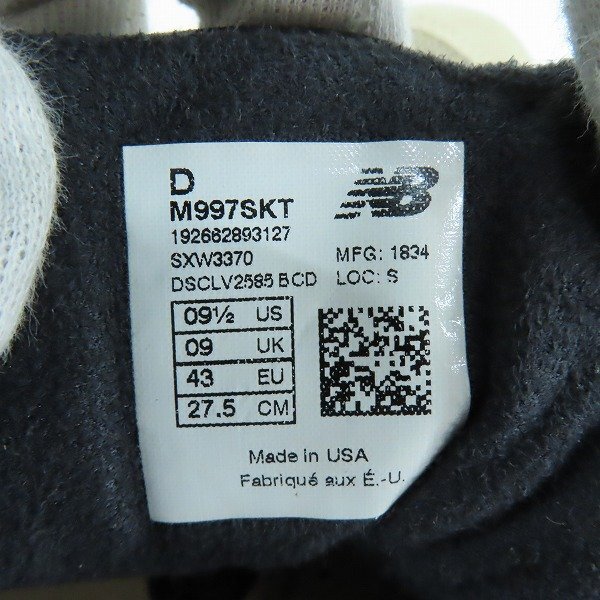 D
NB
M997SKT
192662893127
SXW3370 MFG: 1834
DSCLV2585 BCD LOC: S
09½ US
09 UK
43 EU
27.5 CM
Made in USA
Fabriqué aux É.-U.